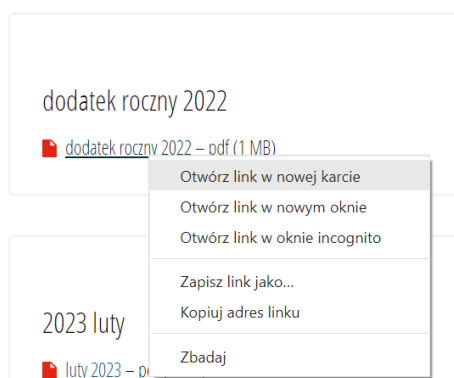 dodatek roczny 2022
dodatek roczny 2022 – pdf (1 MB)
Otwórz link w nowej karcie
Otwórz link w nowym oknie
Otwórz link w oknie incognito
Zapisz link jako...
Kopiuj adres linku
2023 luty
Zbadaj
luty 2023 –